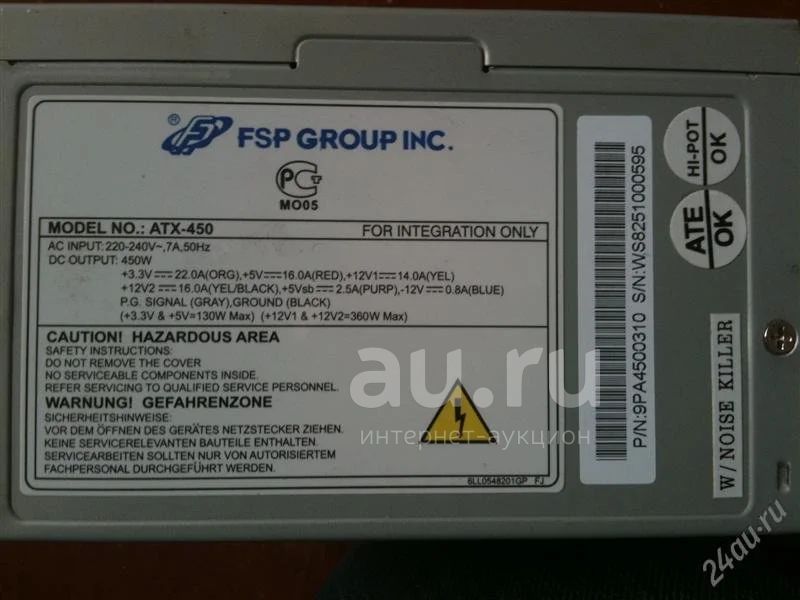 ® FSP GROUP INC.
МО05
MODEL NO.: ATX-450 FOR INTEGRATION ONLY
AC INPUT: 220-240V~,7A,50Hz
DC OUTPUT: 450W
+3.3V⎓22.0A(ORG),+5V⎓16.0A(RED),+12V1⎓14.0A(YEL)
+12V2⎓16.0A(YEL/BLACK),+5Vsb⎓2.5A(PURP),-12V⎓0.8A(BLUE)
P.G. SIGNAL (GRAY),GROUND (BLACK)
(+3.3V & +5V=130W Max) (+12V1 & +12V2=360W MAX)
CAUTION! HAZARDOUS AREA
SAFETY INSTRUCTIONS:
DO NOT REMOVE THE COVER
NO SERVICEABLE COMPONENTS INSIDE.
REFER SERVICING TO QUALIFIED SERVICE PERSONNEL.
WARNUNG! GEFAHRENZONE
SICHERHEITSHINWEISE:
VOR DEM ÖFFNEN DES GERÄTES NETZSTECKER ZIEHEN.
KEINE SERVICERELEVANTEN BAUTEILE ENTHALTEN.
SERVICEARBEITEN SOLLTEN NUR VON AUTORISIERTEM
FACHPERSONAL DURCHGEFÜHRT WERDEN.
6LL0548201GP FJ
P/N:9PA4500310 S/N:WS8251000595
HI-POT
OK
ATE
OK
W/NOISE KILLER
au.ru
интернет-аукцион
24au.ru